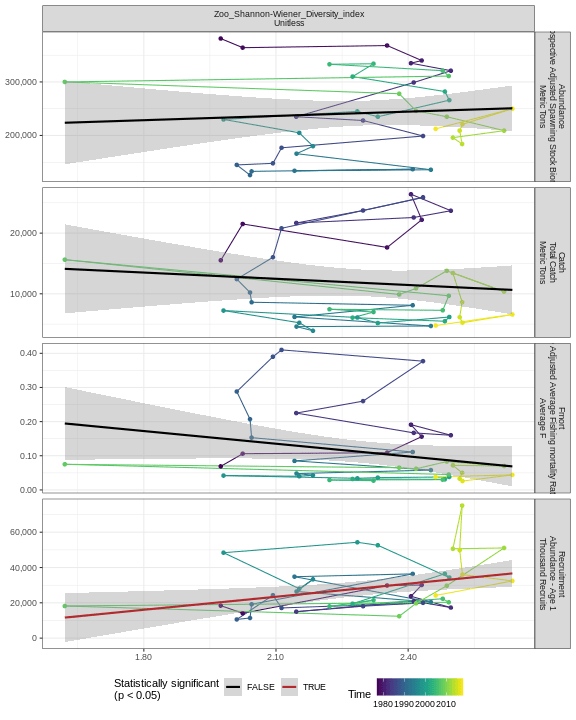 Zoo_Shannon-Wiener_Diversity_index
Unitless
300,000
200,000
Abundance
Adjusted Spawning Stock
Metric Tons
20,000
10,000
Catch
Total Catch
Metric Tons
0.40
0.30
0.20
0.10
0.00
Fmort
Adjusted Average Fishing mortality
Average F
60,000
40,000
20,000
0
Recruitment
Abundance - Age 1
Thousand Recruits
1.80
2.10
2.40
Statistically significant
(p < 0.05)
FALSE
TRUE
Time
1980 1990 2000 2010